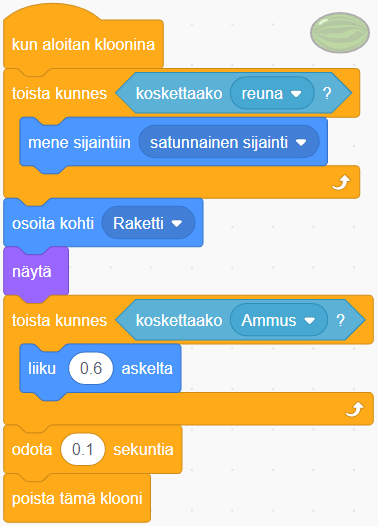 kun aloitan kloonina
toista kunnes koskettaako reuna ?
mene sijaintiin satunnainen sijainti
osoita kohti Raketti
näytä
toista kunnes koskettaako Ammus ?
liiku 0.6 askelta
odota 0.1 sekuntia
poista tämä klooni